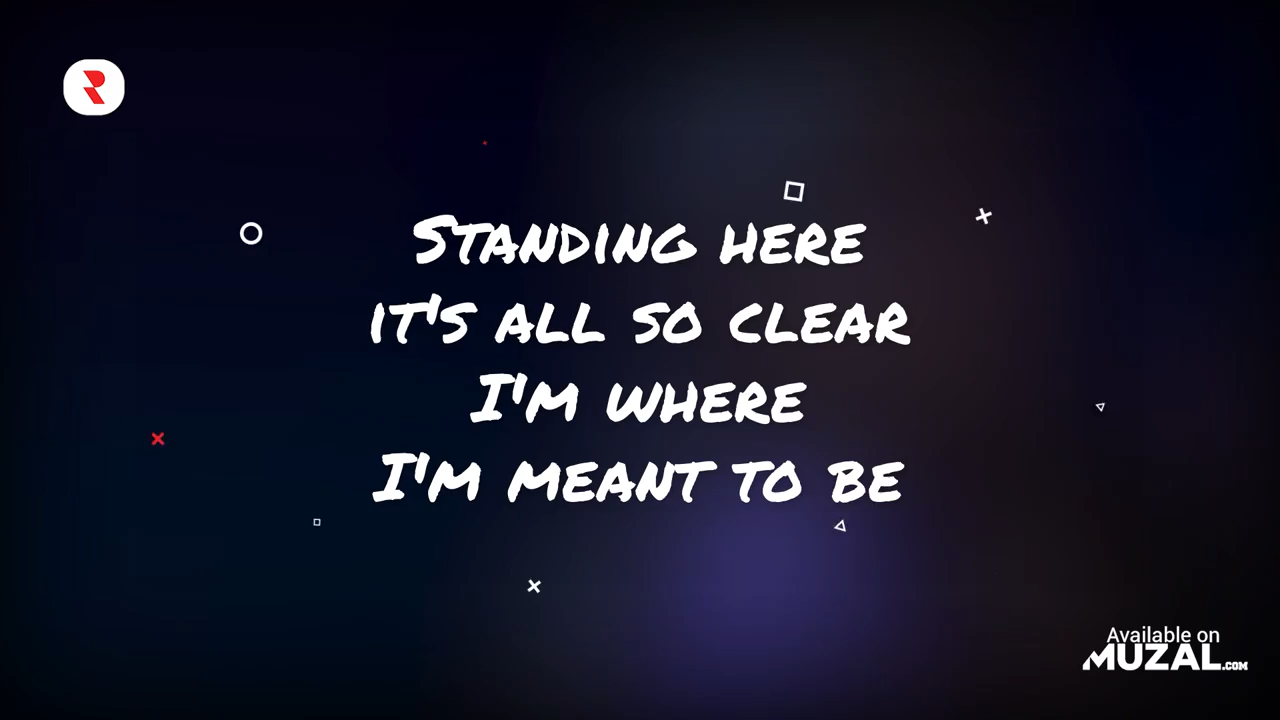 Standing here
it's all so clear
I'm where
I'm meant to be
Available on
MUZAL.COM